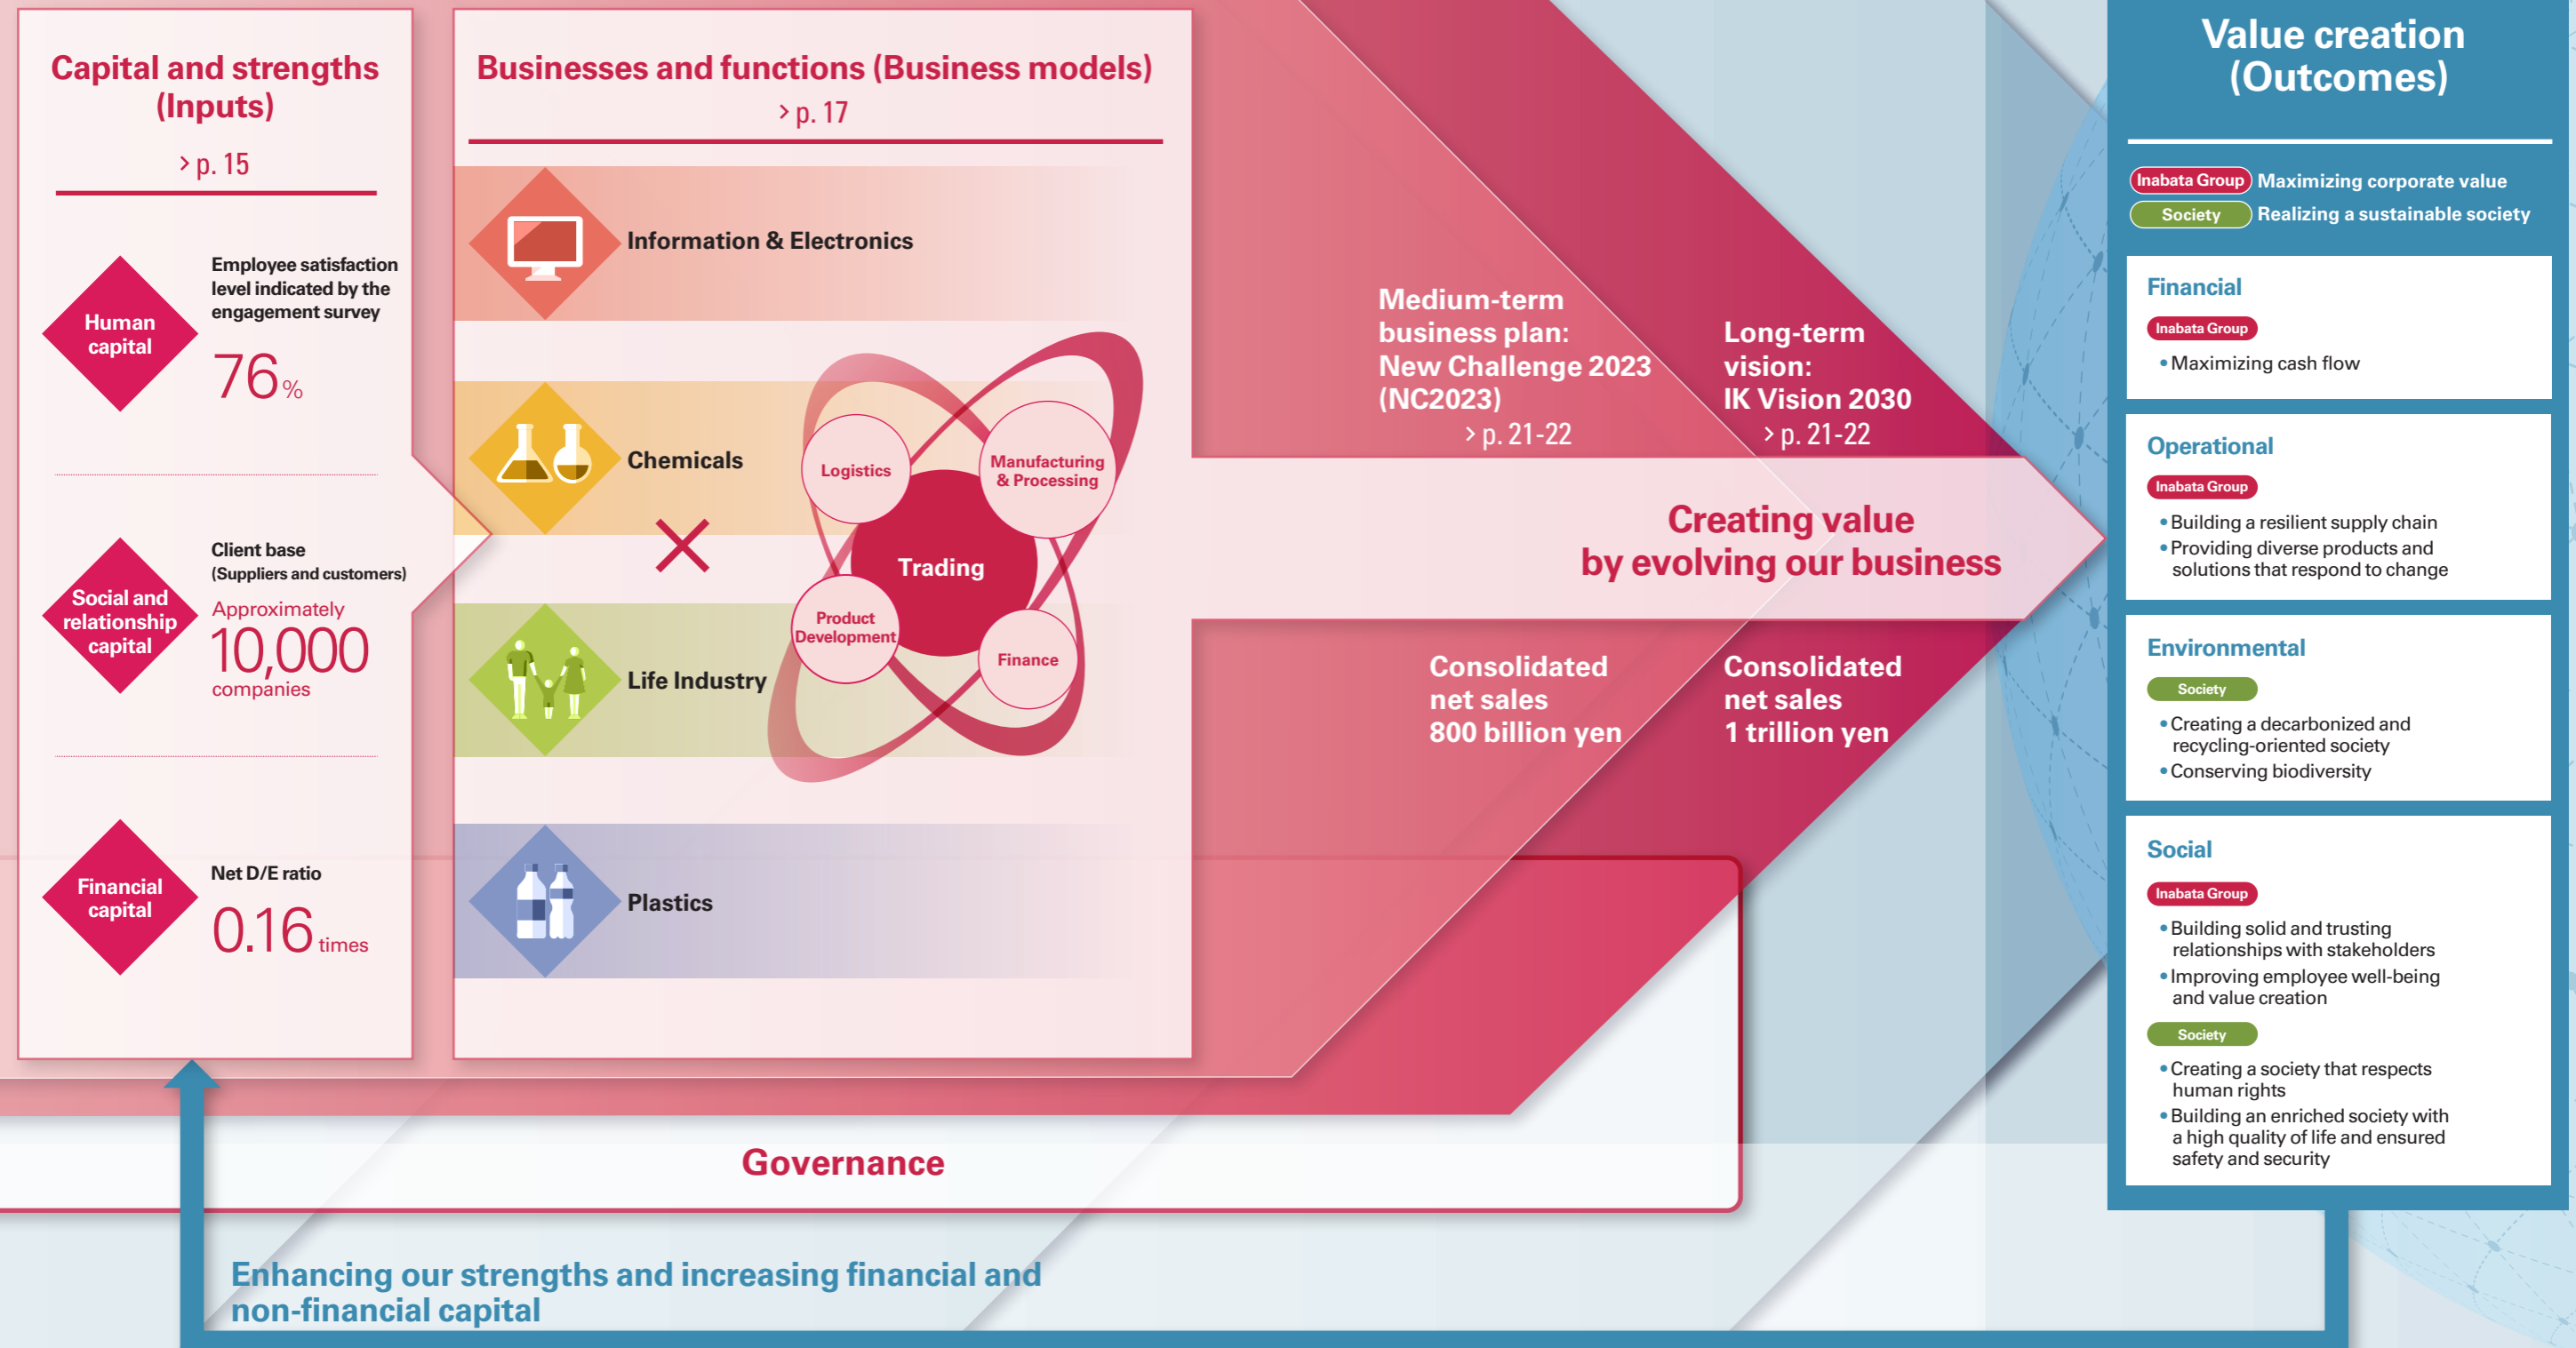 Capital and strengths
(Inputs)
> p. 15
Human
capital
Employee satisfaction
level indicated by the
engagement survey
76%
Social and
relationship
capital
Client base
(Suppliers and customers)
Approximately
10,000
companies
Financial
capital
Net D/E ratio
0.16 times
Businesses and functions (Business models)
> p. 17
Information & Electronics
Chemicals
Life Industry
Plastics
Logistics
Manufacturing
& Processing
Trading
Product
Development
Finance
Medium-term
business plan:
New Challenge 2023
(NC2023)
> p. 21-22
Long-term
vision:
IK Vision 2030
> p. 21-22
Creating value
by evolving our business
Consolidated
net sales
800 billion yen
Consolidated
net sales
1 trillion yen
Governance
Enhancing our strengths and increasing financial and
non-financial capital
Value creation
(Outcomes)
Inabata Group Maximizing corporate value
Society Realizing a sustainable society
Financial
Inabata Group
• Maximizing cash flow
Operational
Inabata Group
• Building a resilient supply chain
• Providing diverse products and
solutions that respond to change
Environmental
Society
• Creating a decarbonized and
recycling-oriented society
• Conserving biodiversity
Social
Inabata Group
• Building solid and trusting
relationships with stakeholders
• Improving employee well-being
and value creation
Society
• Creating a society that respects
human rights
• Building an enriched society with
a high quality of life and ensured
safety and security